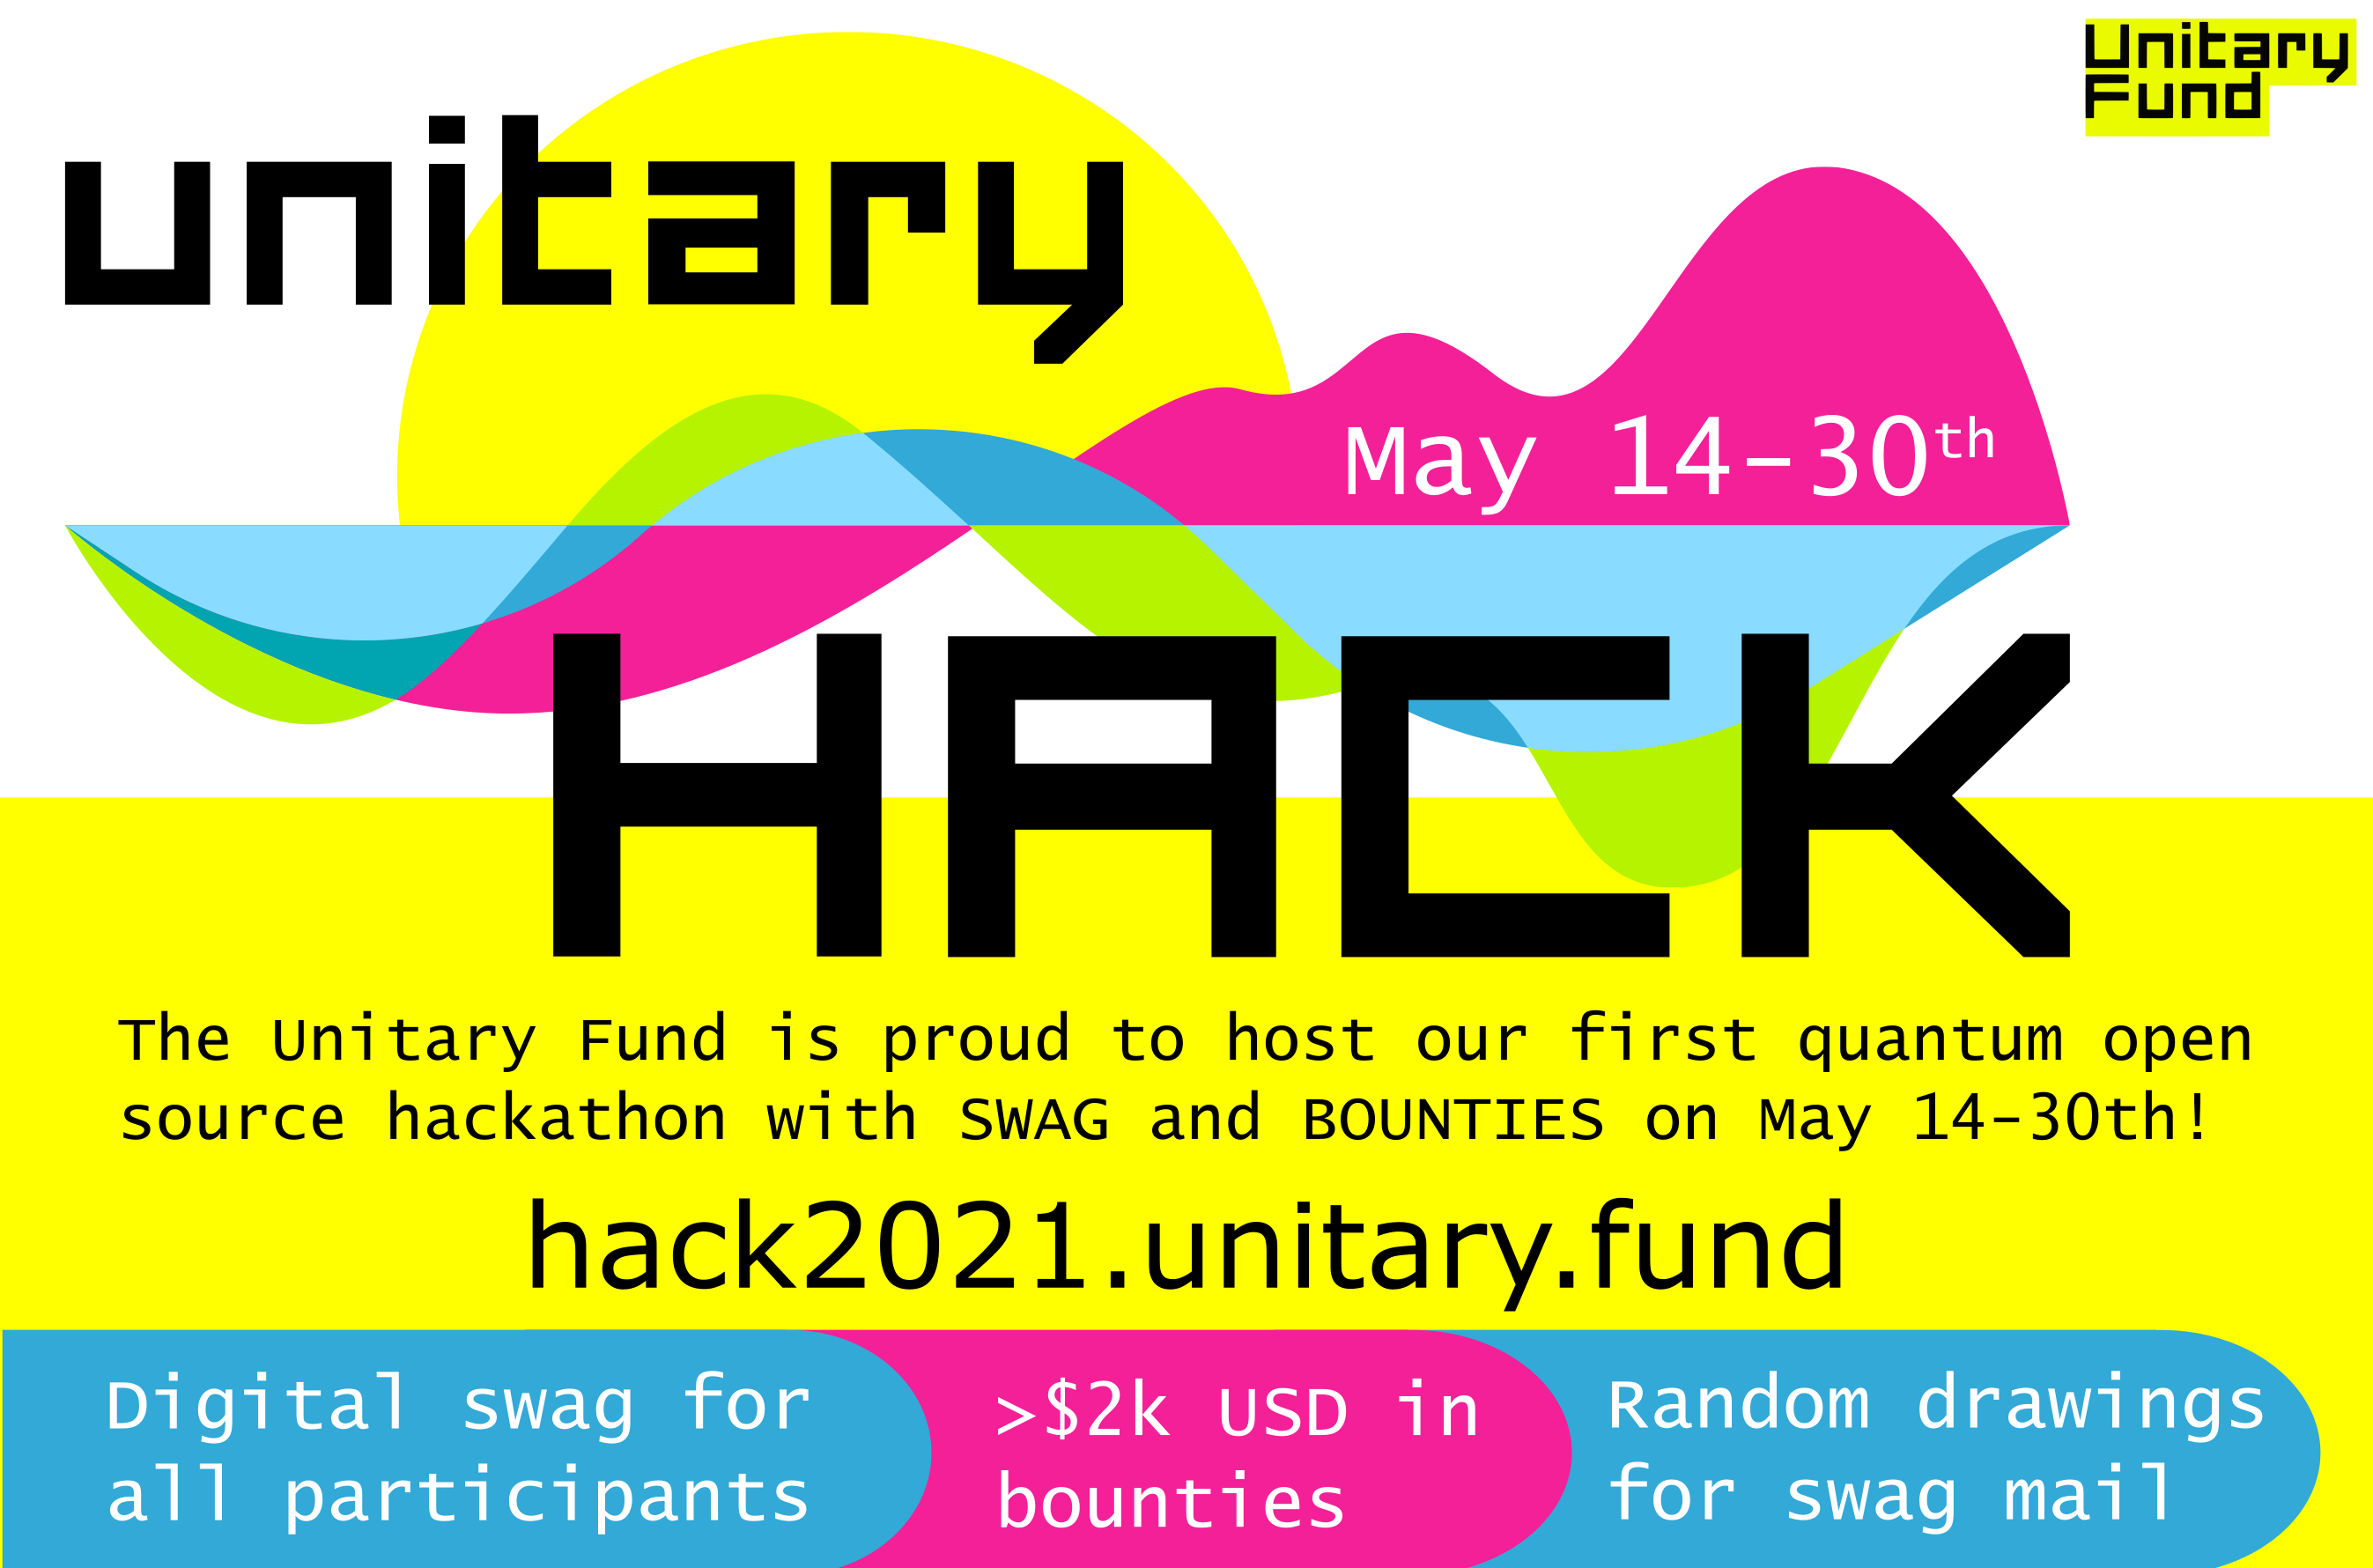 unitary
Unitary
Fund
May 14-30th
HACK
The Unitary Fund is proud to host our first quantum open
source hackathon with SWAG and BOUNTIES on May 14-30th!
hack2021.unitary.fund
Digital swag for
all participants
>$2k USD in
bounties
Random drawings
for swag mail